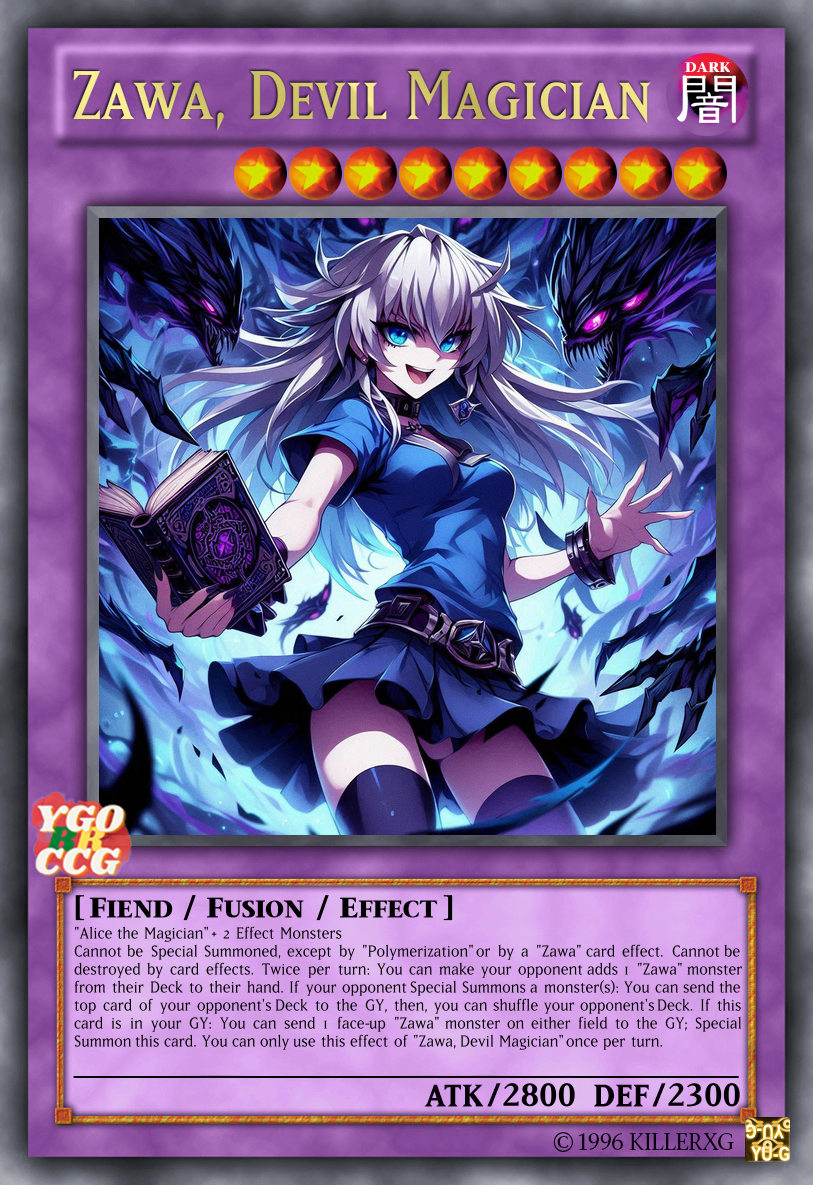 Zawa, Devil Magician
DARK
闇
YGO
BR
CCG
[ Fiend / Fusion / Effect ]
"Alice the Magician" + 2 Effect Monsters
Cannot be Special Summoned, except by "Polymerization" or by a "Zawa" card effect. Cannot be
destroyed by card effects. Twice per turn: You can make your opponent adds 1 "Zawa" monster
from their Deck to their hand. If your opponent Special Summons a monster(s): You can send the
top card of your opponent's Deck to the GY, then, you can shuffle your opponent's Deck. If this
card is in your GY: You can send 1 face-up "Zawa" monster on either field to the GY; Special
Summon this card. You can only use this effect of "Zawa, Devil Magician" once per turn.
ATK/2800 DEF/2300
© 1996 KILLERXG